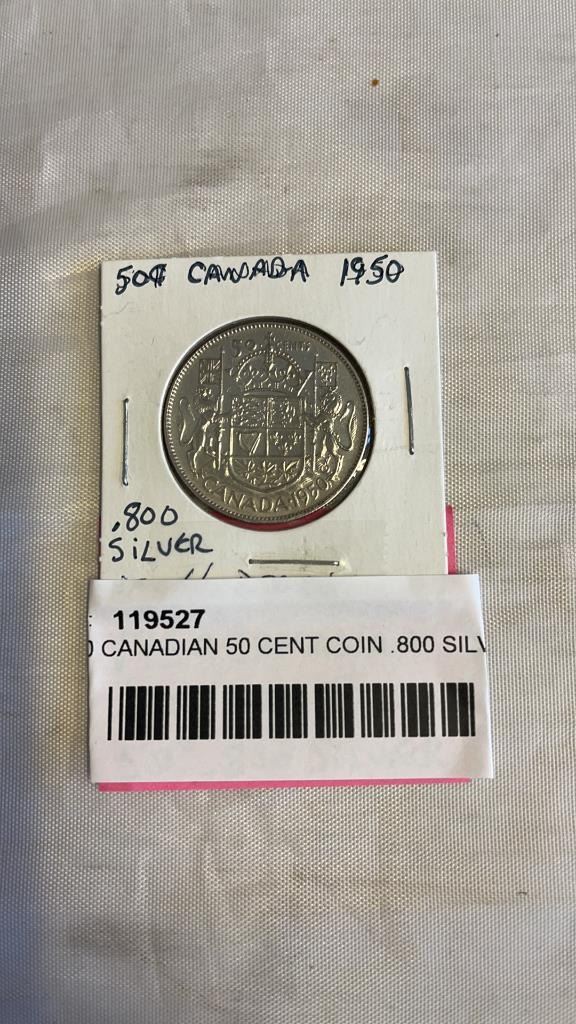 50¢ CANADA 1950
50 CENTS
CANADA 1950
.800
SILVER
119527
CANADIAN 50 CENT COIN .800 SILV